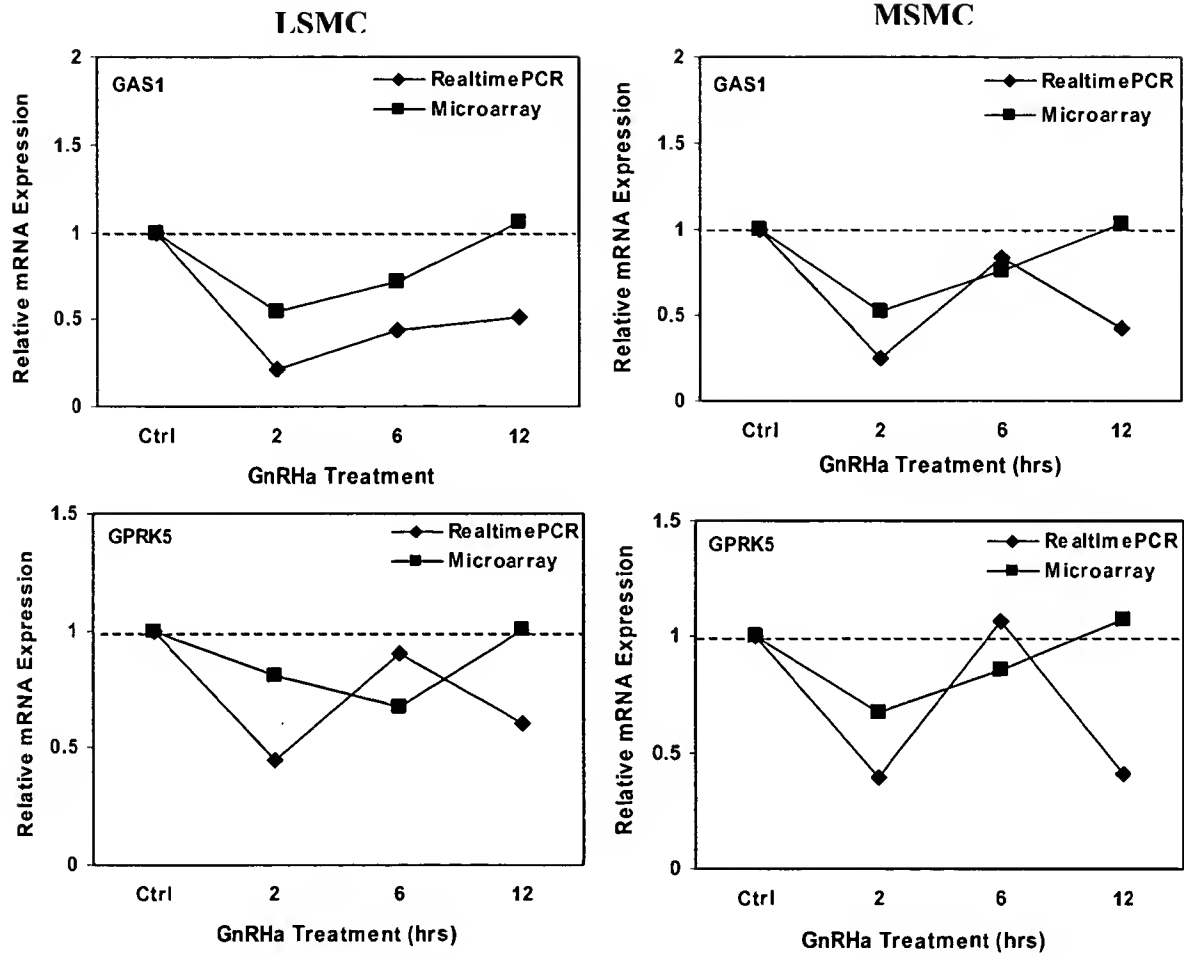 LSMC
MSMC
2
1.5
1
0.5
0
Relative mRNA Expression
GAS1
RealtimePCR
Microarray
Ctrl
2
6
12
GnRHa Treatment
2
1.5
1
0.5
0
Relative mRNA Expression
GAS1
RealtimePCR
Microarray
Ctrl
2
6
12
GnRHa Treatment (hrs)
1.5
1
0.5
0
Relative mRNA Expression
GPRK5
RealtimePCR
Microarray
Ctrl
2
6
12
GnRHa Treatment (hrs)
1.5
1
0.5
0
Relative mRNA Expression
GPRK5
RealtimePCR
Microarray
Ctrl
2
6
12
GnRHa Treatment (hrs)